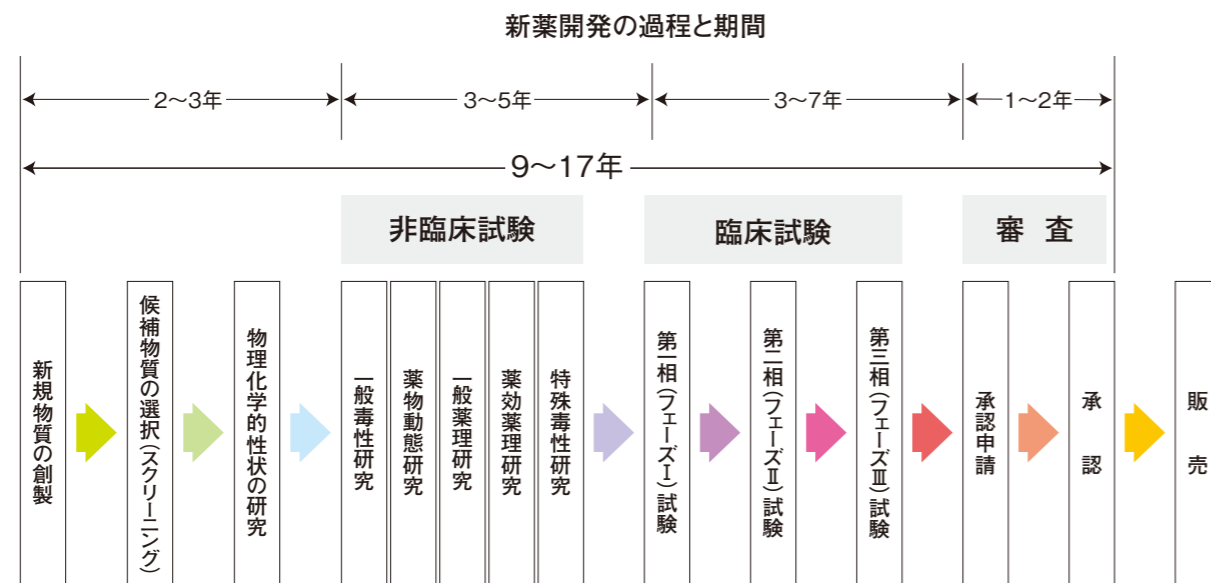 新薬開発の過程と期間
2〜3年
3〜5年
3〜7年
1〜2年
9〜17年
非臨床試験
臨床試験
審 査
新規物質の創製
候補物質の選択(スクリーニング)
物理化学的性状の研究
一般毒性研究
薬物動態研究
一般薬理研究
薬効薬理研究
特殊毒性研究
第一相(フェーズⅠ)試験
第二相(フェーズⅡ)試験
第三相(フェーズⅢ)試験
承認申請
承 認
販 売